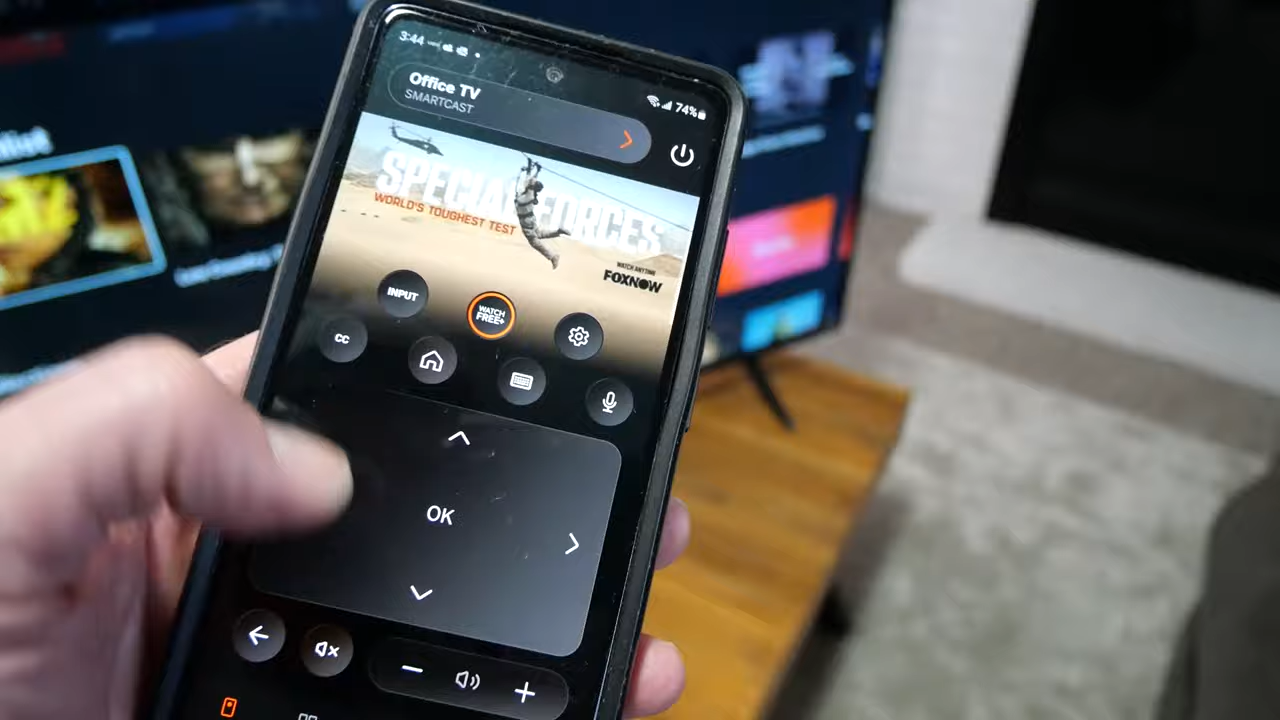 3:44
74%
Office TV
SMARTCAST
SPECIAL FORCES
WORLD'S TOUGHEST TEST
WATCH ANYTIME
FOXNOW
INPUT
WATCH
FREE+
CC
OK